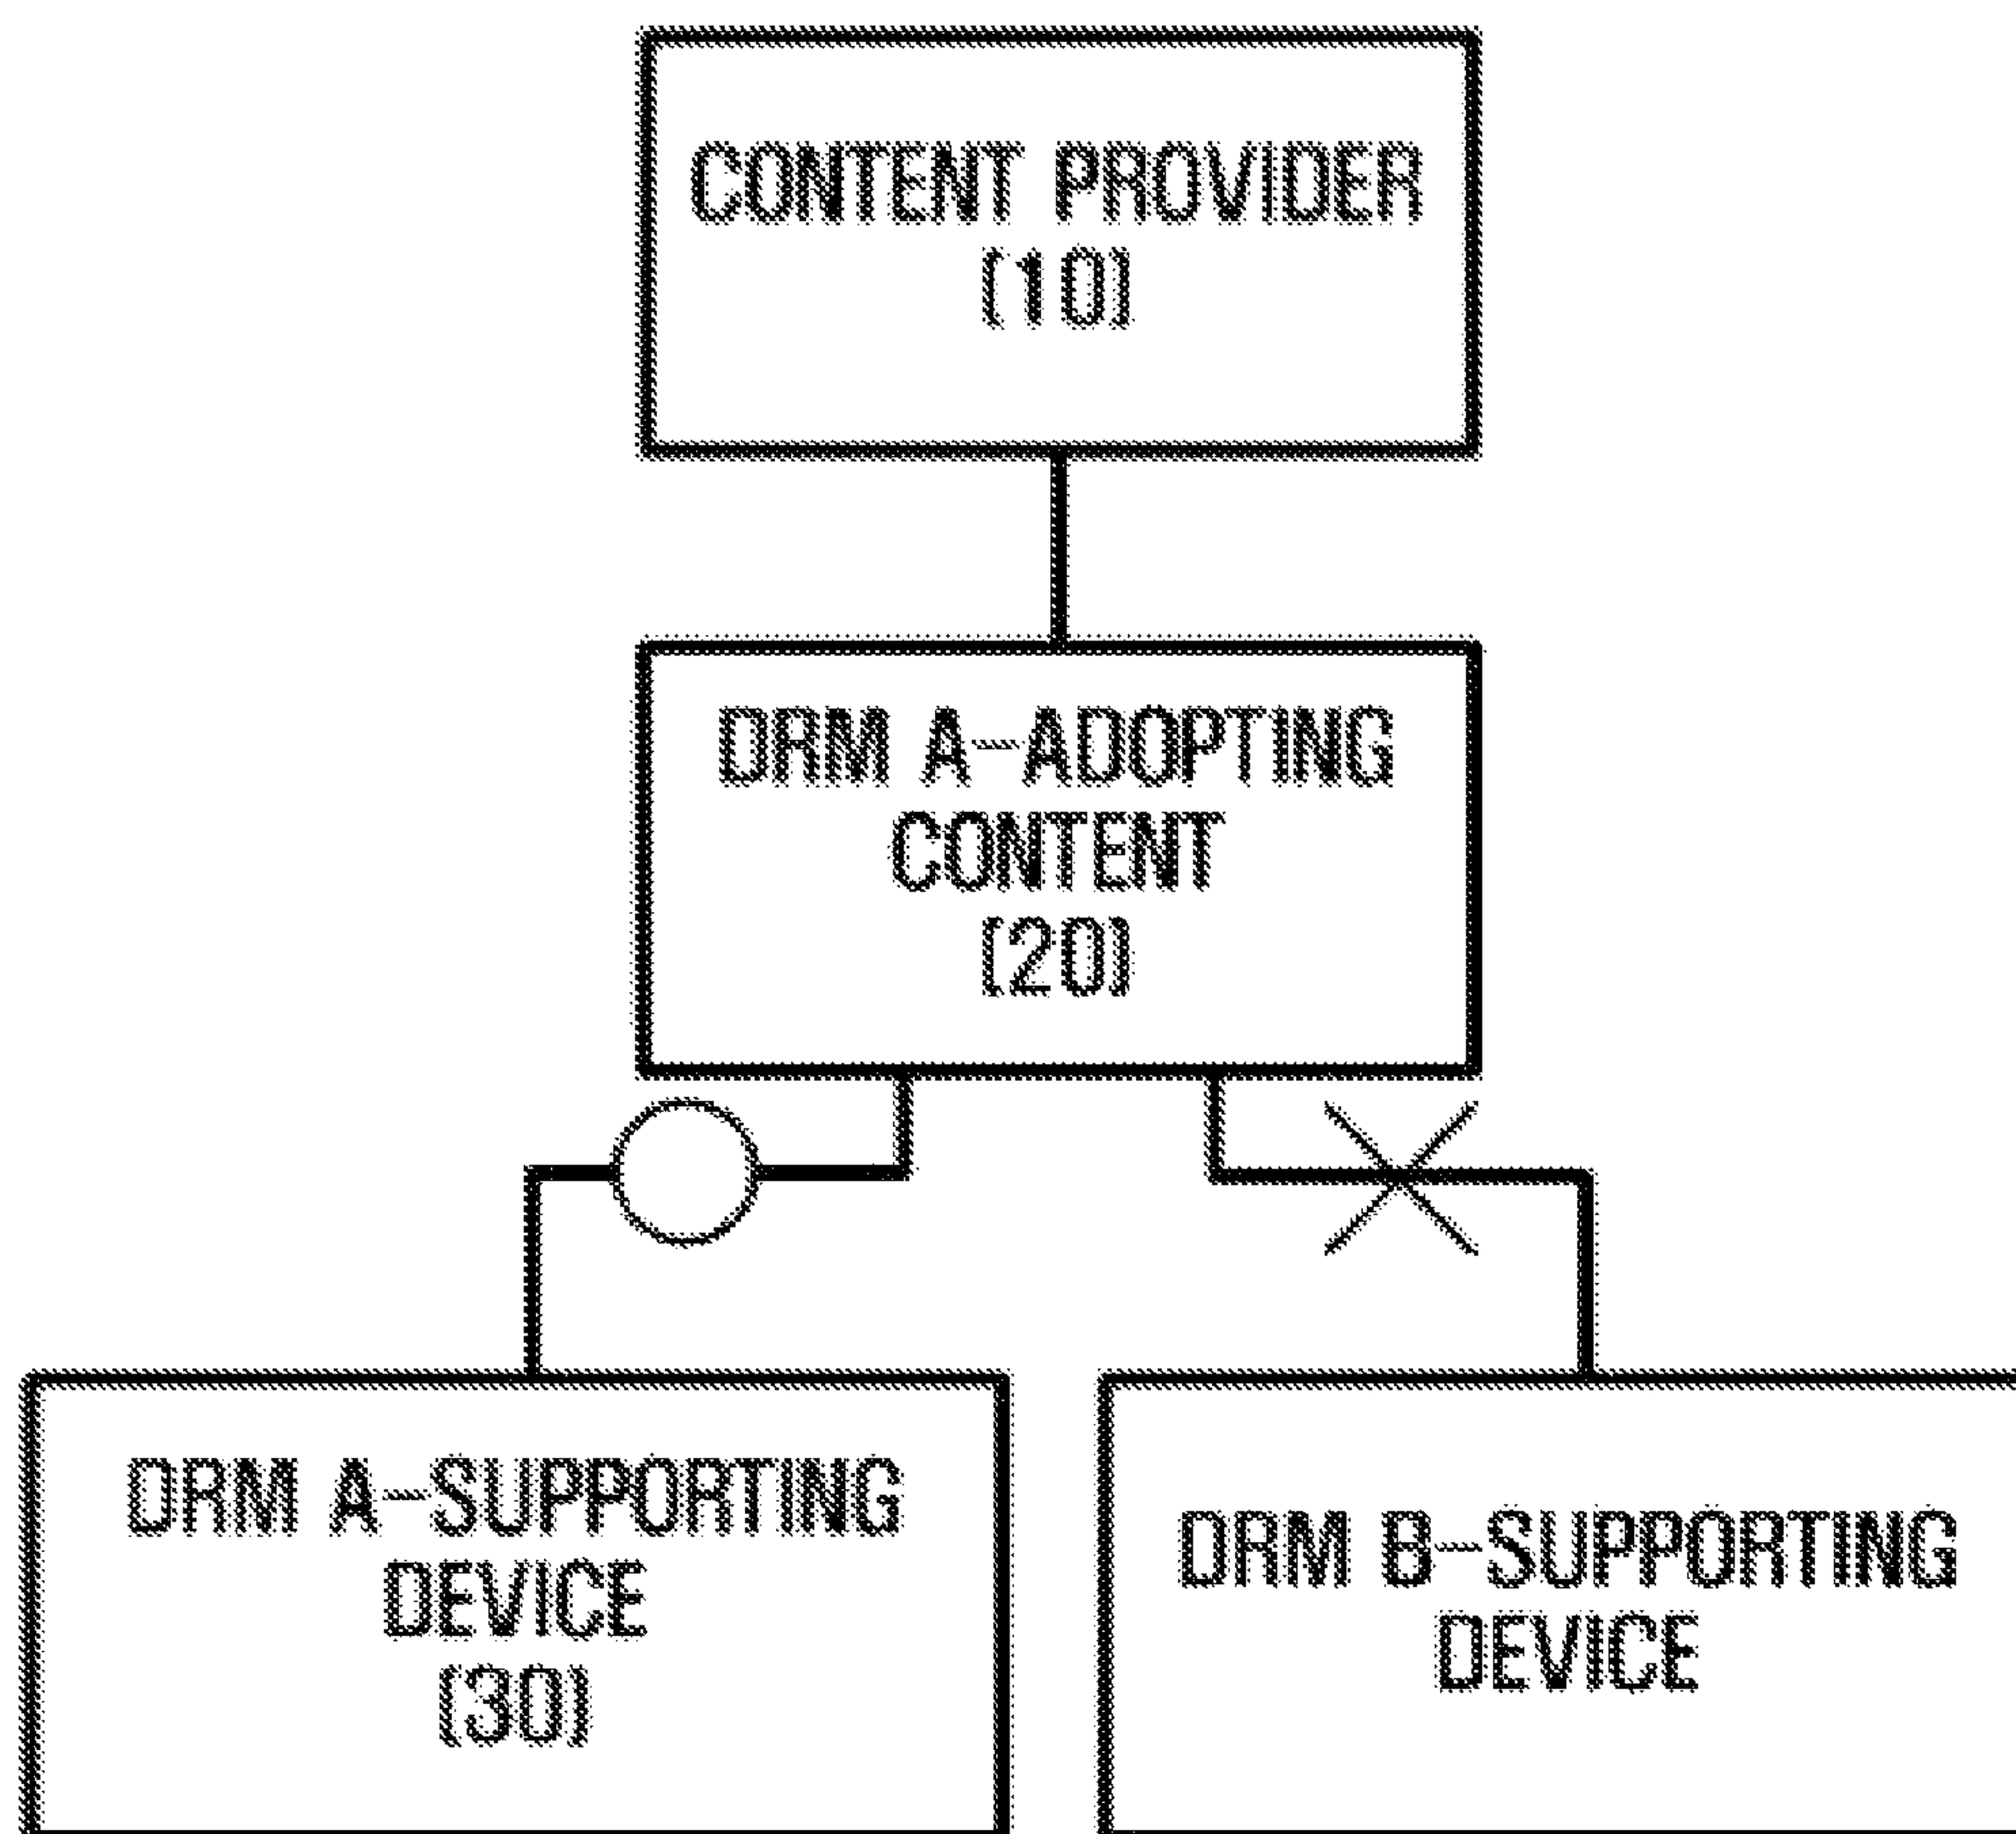 CONTENT PROVIDER
(10)
DRM A-ADOPTING
CONTENT
(20)
DRM A-SUPPORTING
DEVICE
(30)
DRM B-SUPPORTING
DEVICE